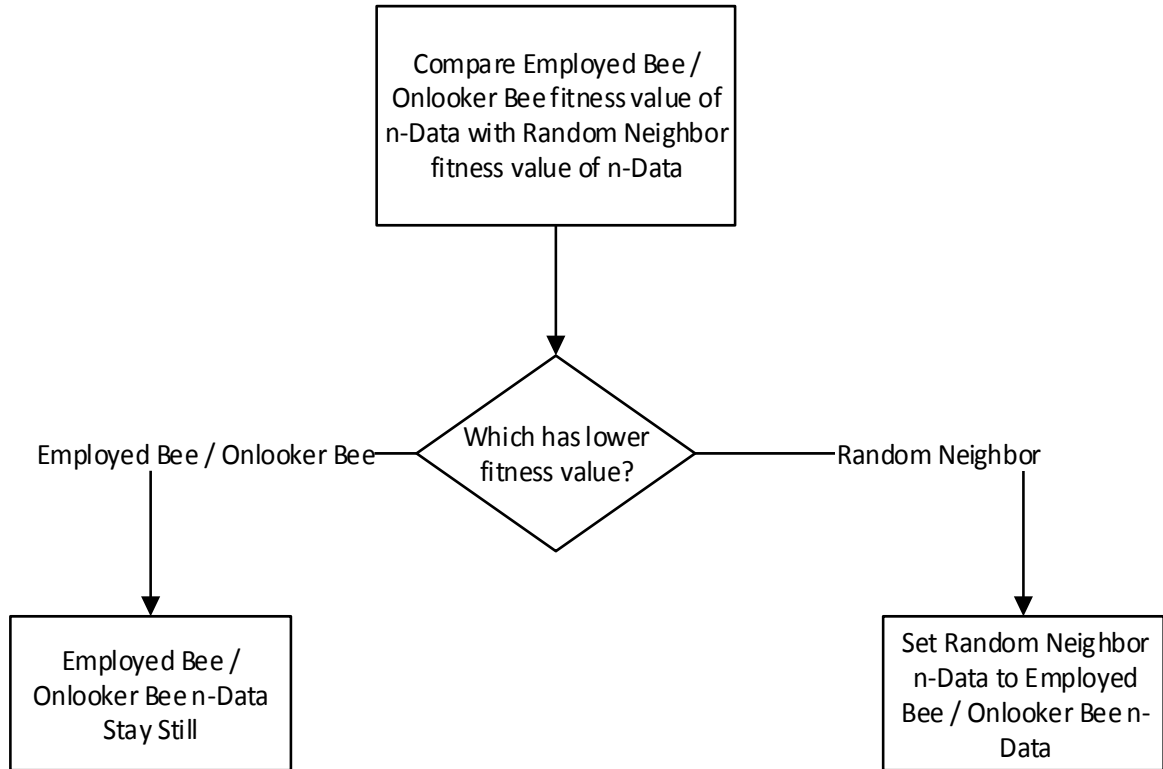 Compare Employed Bee /
Onlooker Bee fitness value of
n-Data with Random Neighbor
fitness value of n-Data
Which has lower
fitness value?
Employed Bee / Onlooker Bee
Random Neighbor
Employed Bee /
Onlooker Bee n-Data
Stay Still
Set Random Neighbor
n-Data to Employed
Bee / Onlooker Bee n-
Data